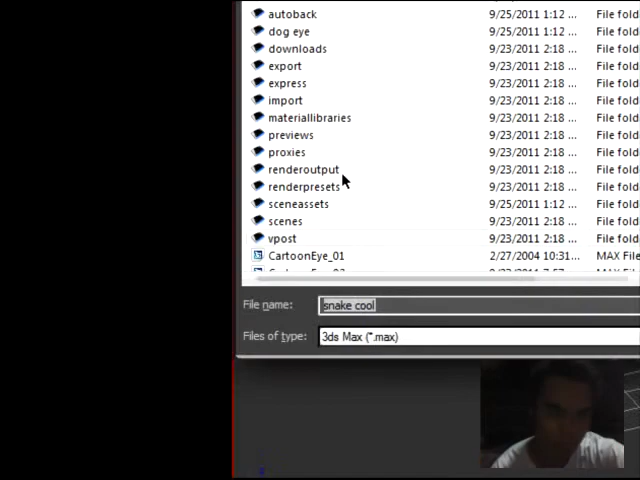 autoback 9/25/2011 1:12 ... File fold
dog eye 9/25/2011 1:12 ... File fold
downloads 9/23/2011 2:18 ... File fold
export 9/23/2011 2:18 ... File fold
express 9/23/2011 2:18 ... File fold
import 9/23/2011 2:18 ... File fold
materiallibraries 9/23/2011 2:18 ... File fold
previews 9/23/2011 2:18 ... File fold
proxies 9/23/2011 2:18 ... File fold
renderoutput 9/23/2011 2:18 ... File fold
renderpresets 9/23/2011 2:18 ... File fold
sceneassets 9/25/2011 1:12 ... File fold
scenes 9/23/2011 2:18 ... File fold
vpost 9/23/2011 2:18 ... File fold
CartoonEye_01 2/27/2004 10:31... MAX File
File name: snake cool
Files of type: 3ds Max (*.max)